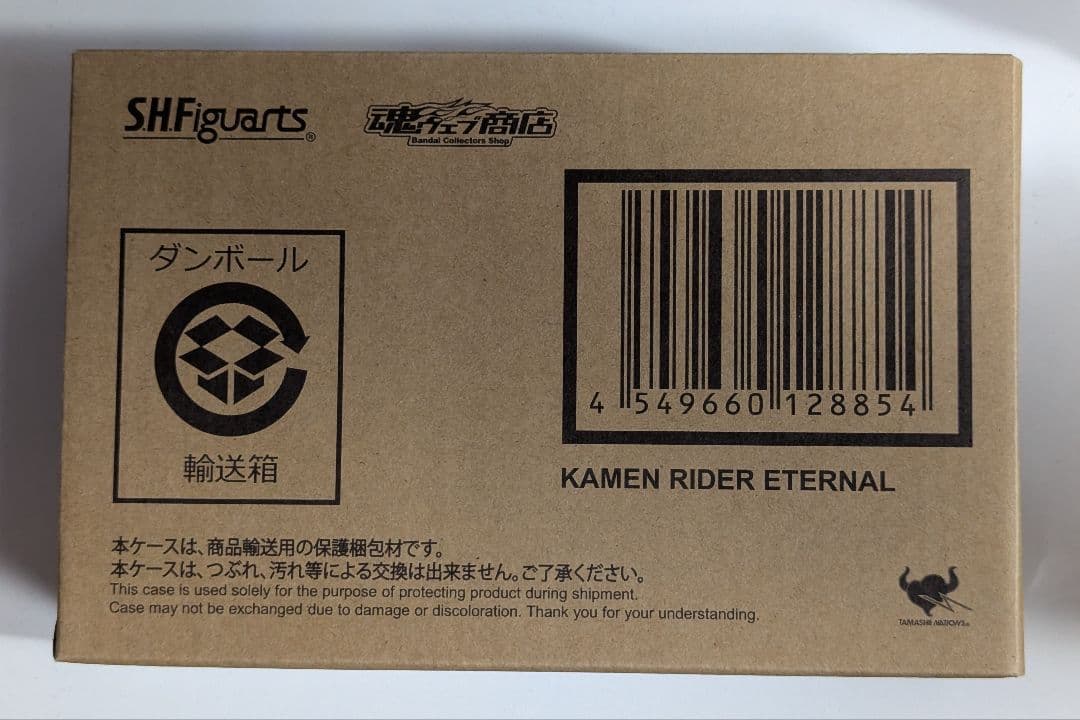 S.H.Figuarts®
魂ウェブ商店
Bandai Collectors Shop
ダンボール
輸送箱
4 549660 128854
KAMEN RIDER ETERNAL
本ケースは、商品輸送用の保護梱包材です。
本ケースは、つぶれ、汚れ等による交換は出来ません。ご了承ください。
This case is used solely for the purpose of protecting product during shipment.
Case may not be exchanged due to damage or discoloration. Thank you for your understanding.
TAMASHII NATIONS®